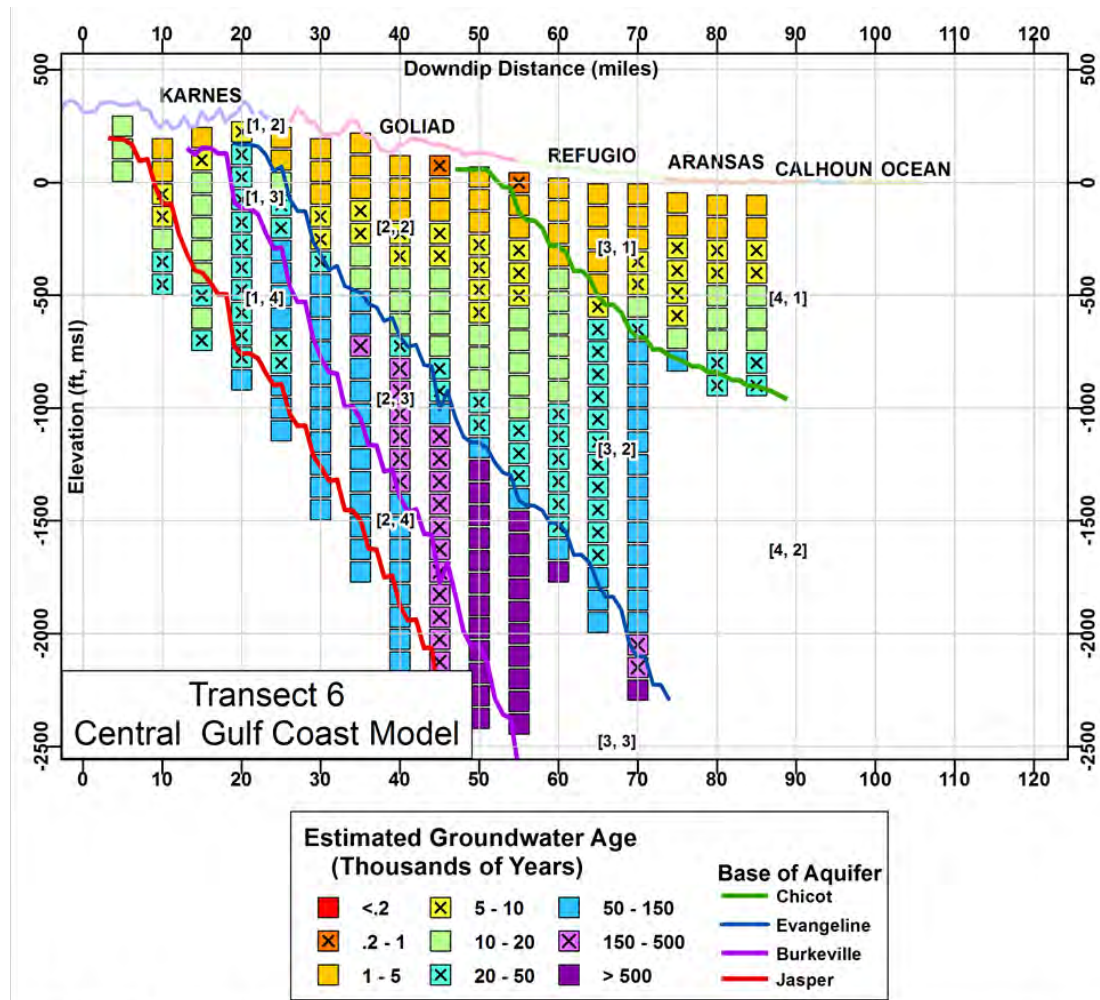 0 10 20 30 40 50 60 70 80 90 100 110 120
Downdip Distance (miles)
500 500
KARNES
[1, 2]
GOLIAD
REFUGIO
ARANSAS CALHOUN OCEAN
0 0
[1, 3]
[2, 2]
[3, 1]
[1, 4]
[4, 1]
-500 -500
Elevation (ft, msl)
[2, 3]
-1000 -1000
[3, 2]
[2, 4]
-1500 -1500
[4, 2]
-2000 -2000
Transect 6
Central Gulf Coast Model
[3, 3]
-2500 -2500
0 10 20 30 40 50 60 70 80 90 100 110 120
Estimated Groundwater Age
(Thousands of Years)
<.2 5 - 10 50 - 150
.2 - 1 10 - 20 150 - 500
1 - 5 20 - 50 > 500
Base of Aquifer
Chicot
Evangeline
Burkeville
Jasper